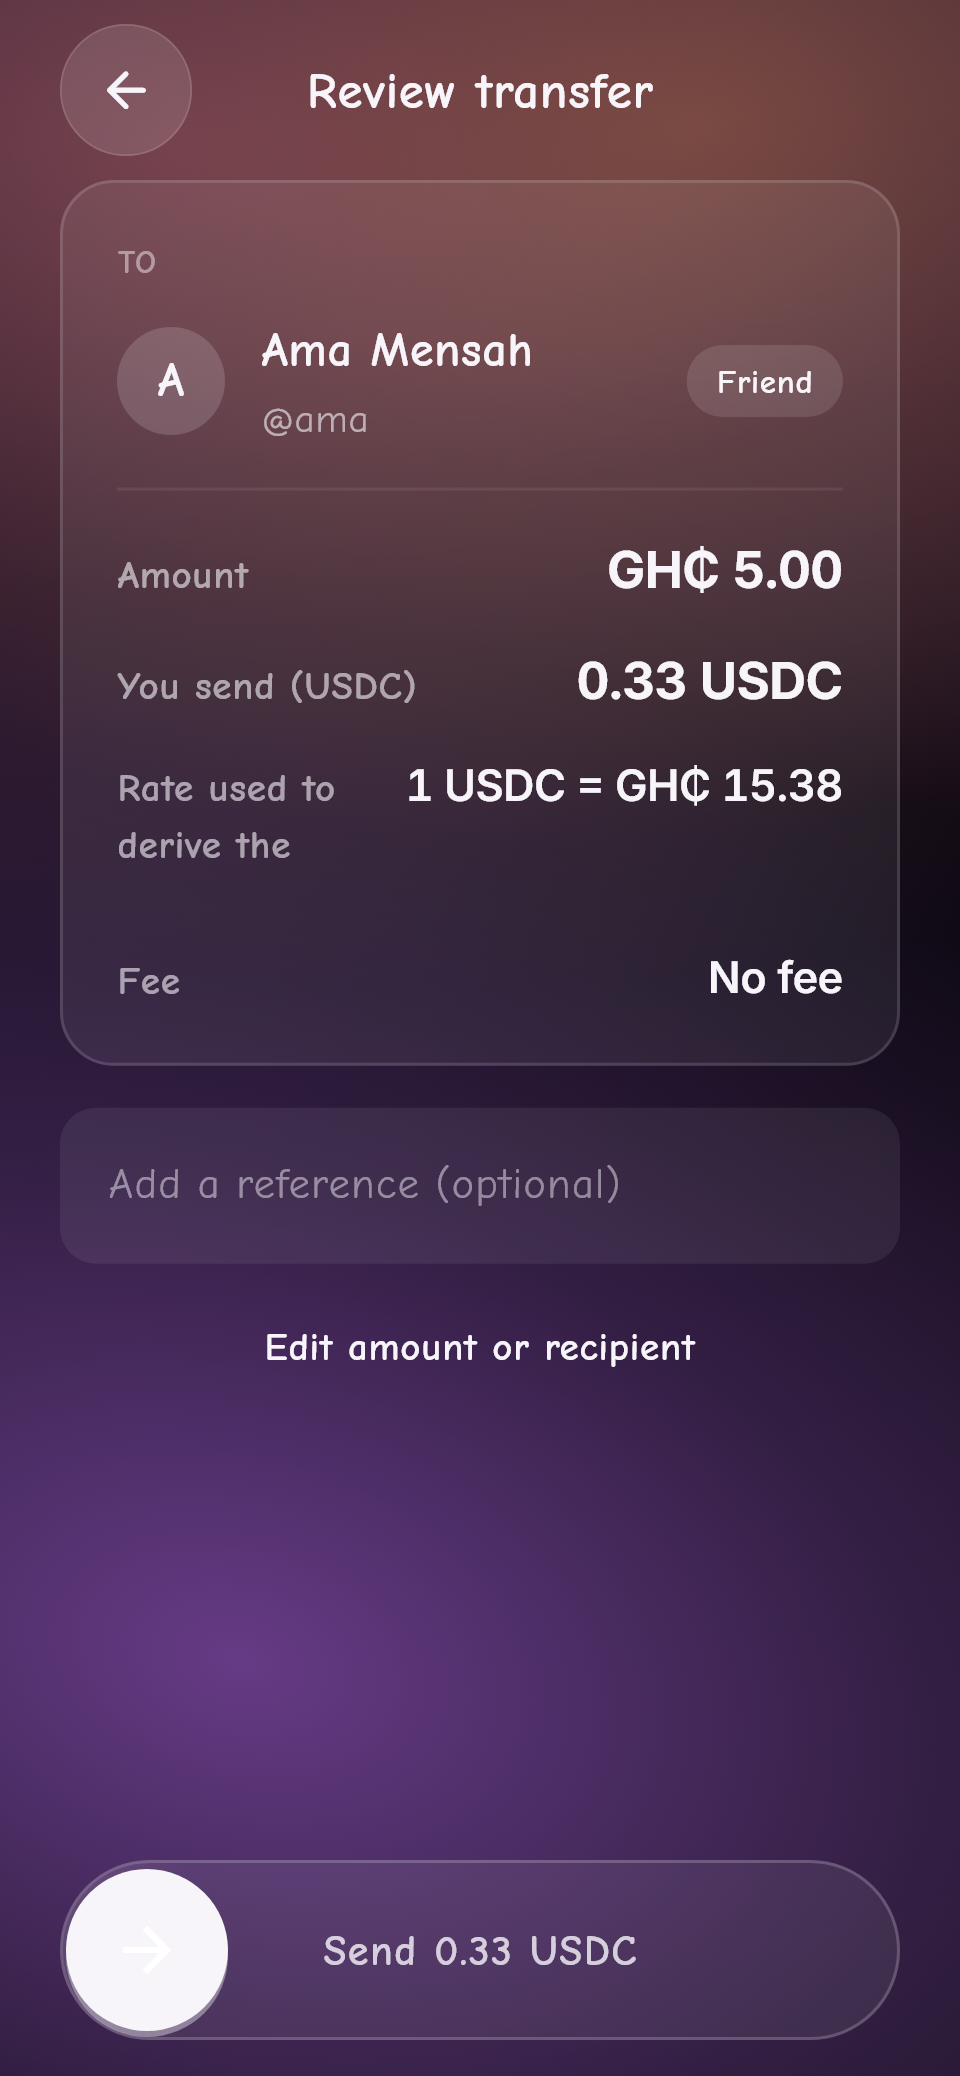 Review transfer
TO
A
Ama Mensah
Friend
@ama
Amount
GH₵ 5.00
You send (USDC)
0.33 USDC
Rate used to
1 USDC = GH₵ 15.38
derive the
Fee
No fee
Add a reference (optional)
Edit amount or recipient
Send 0.33 USDC